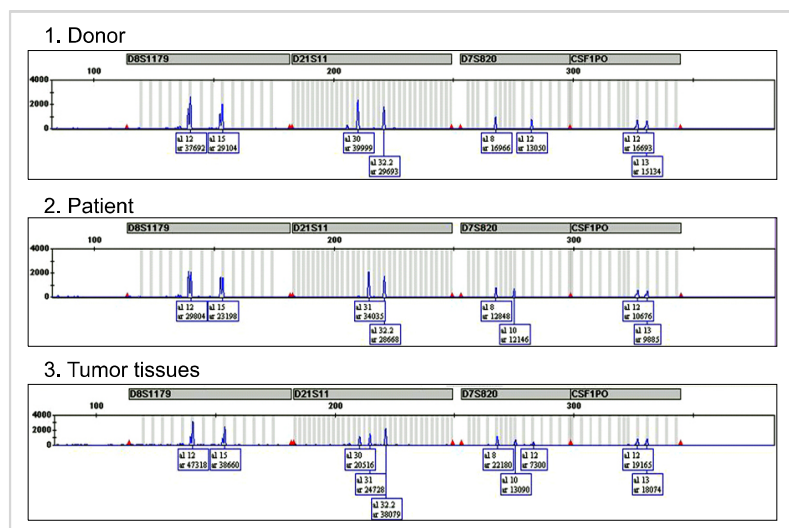 1. Donor
D8S1179 D21S11 D7S820 CSF1PO
100 200 300
4000
2000
0
al 12 al 15 al 30 al 8 al 12 al 12
ar 37692 ar 29104 ar 39999 ar 16966 ar 13050 ar 16693
al 32.2 al 13
ar 29693 ar 15134
2. Patient
D8S1179 D21S11 D7S820 CSF1PO
100 200 300
4000
2000
0
al 12 al 15 al 31 al 8 al 12
ar 29804 ar 23198 ar 34035 ar 12848 ar 10676
al 32.2 al 10 al 13
ar 28668 ar 12146 ar 9885
3. Tumor tissues
D8S1179 D21S11 D7S820 CSF1PO
100 200 300
4000
2000
0
al 12 al 15 al 30 al 8 al 12 al 12
ar 47318 ar 38660 ar 20516 ar 22180 ar 7300 ar 19165
al 31 al 10 al 13
ar 24728 ar 13090 ar 18074
al 32.2
ar 38079